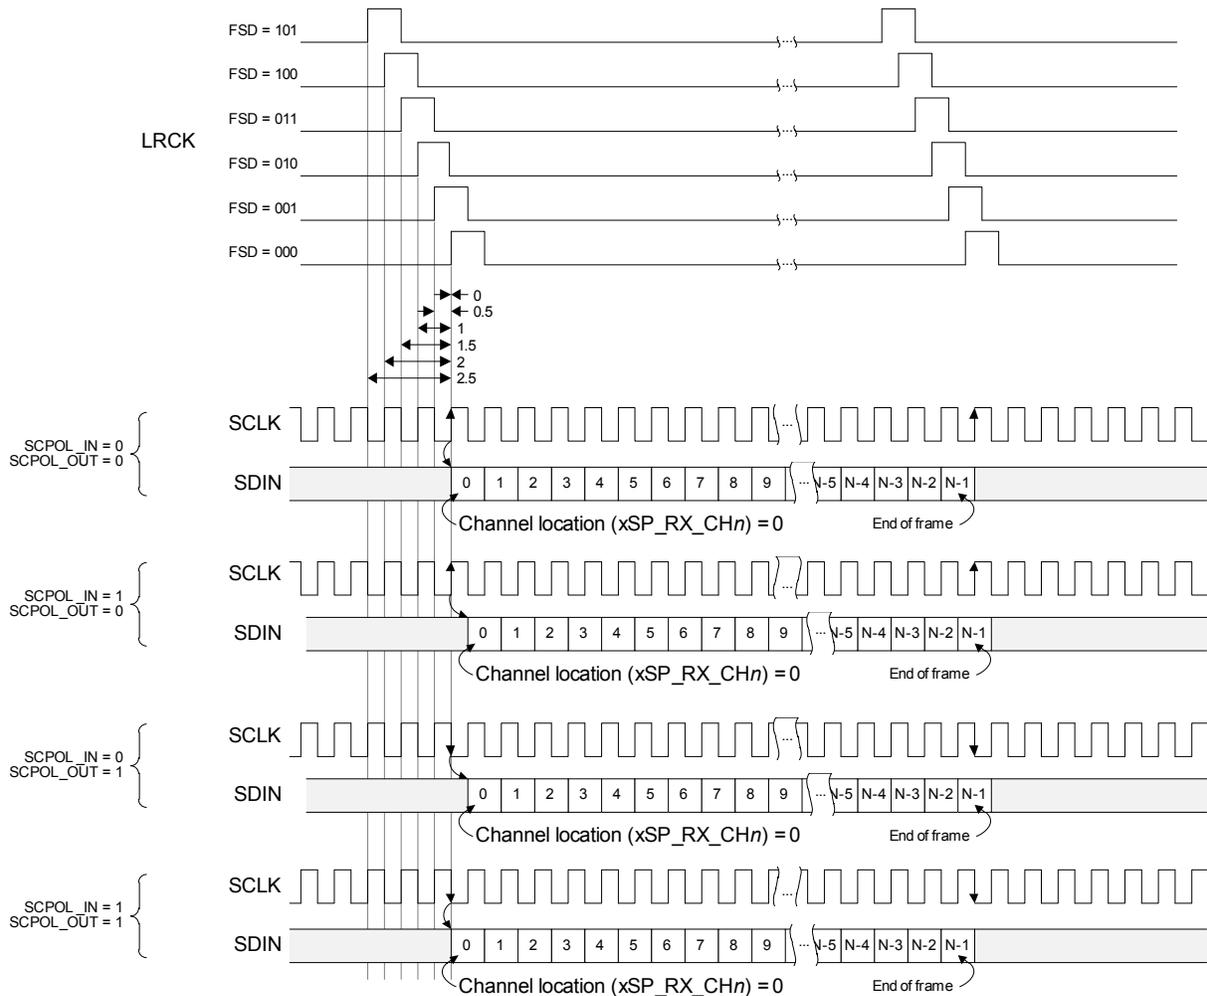 FSD = 101
...
FSD = 100
...
FSD = 011
...
LRCK
FSD = 010
...
FSD = 001
...
FSD = 000
...
0
0.5
1
1.5
2
2.5
SCPOL_IN = 0
SCPOL_OUT = 0
SCLK
...
SDIN
0 1 2 3 4 5 6 7 8 9 ... N-5 N-4 N-3 N-2 N-1
Channel location (xSP_RX_CHn) = 0
End of frame
SCPOL_IN = 1
SCPOL_OUT = 0
SCLK
...
SDIN
0 1 2 3 4 5 6 7 8 9 ... N-5 N-4 N-3 N-2 N-1
Channel location (xSP_RX_CHn) = 0
End of frame
SCPOL_IN = 0
SCPOL_OUT = 1
SCLK
...
SDIN
0 1 2 3 4 5 6 7 8 9 ... N-5 N-4 N-3 N-2 N-1
Channel location (xSP_RX_CHn) = 0
End of frame
SCPOL_IN = 1
SCPOL_OUT = 1
SCLK
...
SDIN
0 1 2 3 4 5 6 7 8 9 ... N-5 N-4 N-3 N-2 N-1
Channel location (xSP_RX_CHn) = 0
End of frame